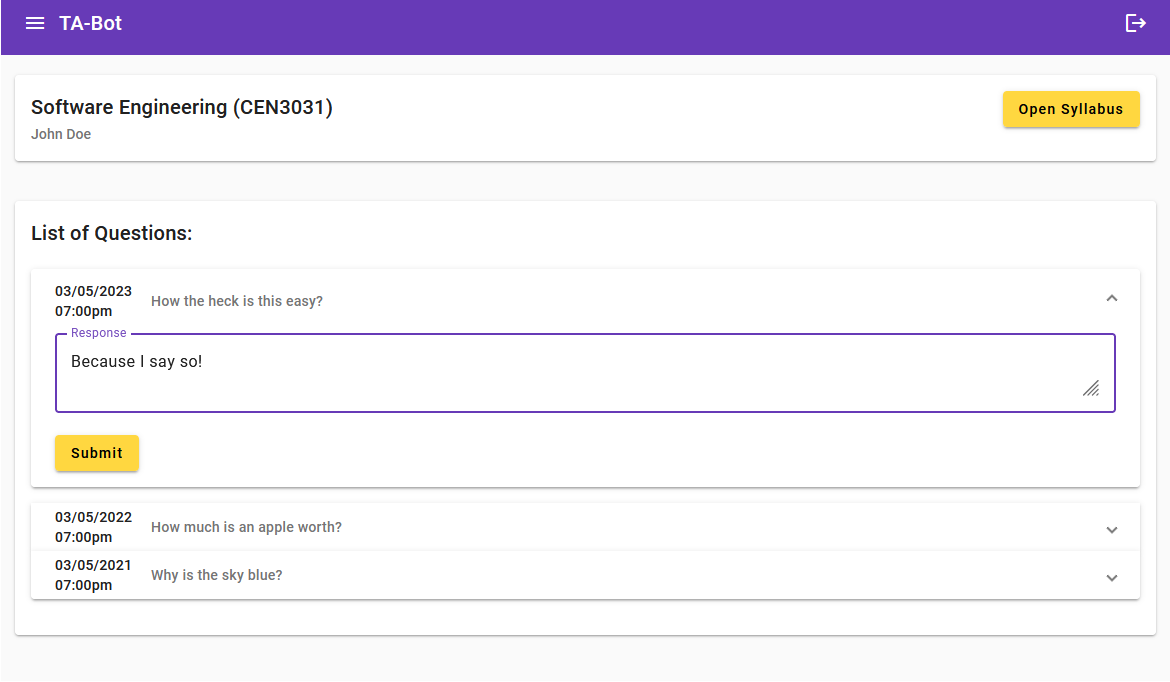 TA-Bot
Software Engineering (CEN3031)
John Doe
Open Syllabus
List of Questions:
03/05/2023
07:00pm
How the heck is this easy?
Response
Because I say so!
Submit
03/05/2022
07:00pm
How much is an apple worth?
03/05/2021
07:00pm
Why is the sky blue?